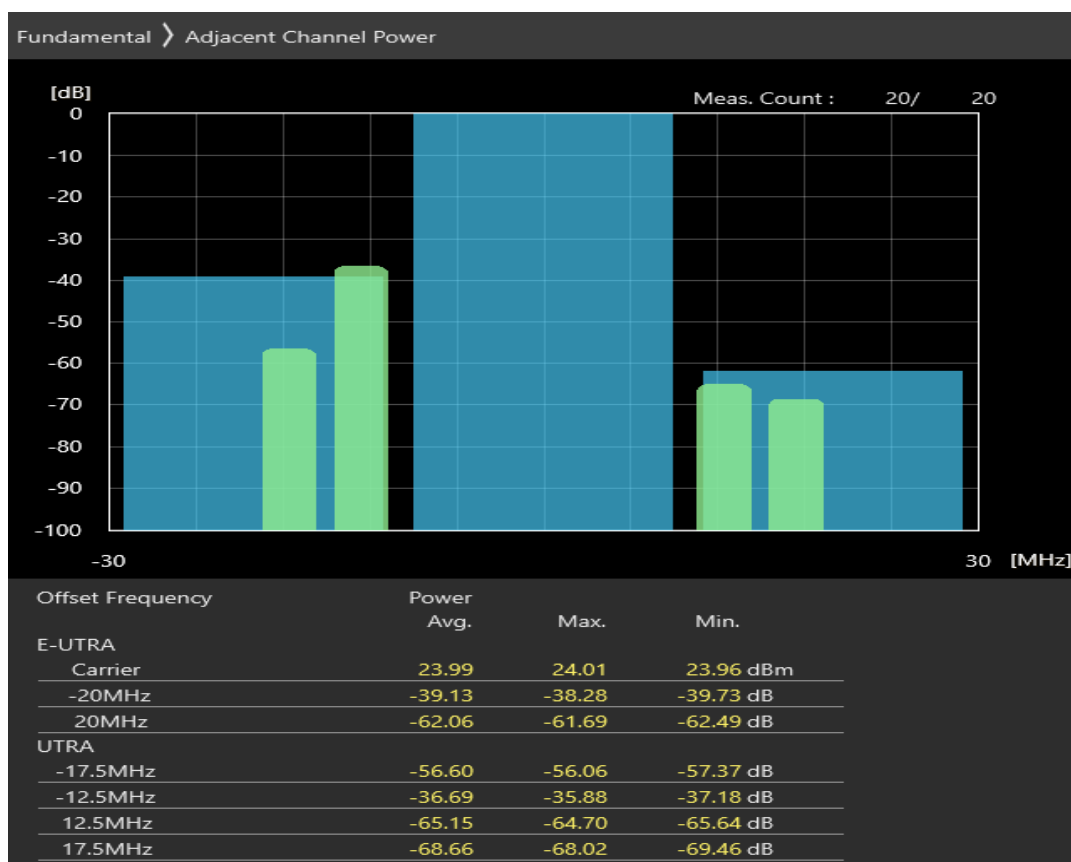 Fundamental ❯ Adjacent Channel Power
[dB]
Meas. Count : 20/ 20
0
-10
-20
-30
-40
-50
-60
-70
-80
-90
-100
-30 30 [MHz]
Offset Frequency Power
Avg. Max. Min.
E-UTRA
Carrier 23.99 24.01 23.96 dBm
-20MHz -39.13 -38.28 -39.73 dB
20MHz -62.06 -61.69 -62.49 dB
UTRA
-17.5MHz -56.60 -56.06 -57.37 dB
-12.5MHz -36.69 -35.88 -37.18 dB
12.5MHz -65.15 -64.70 -65.64 dB
17.5MHz -68.66 -68.02 -69.46 dB